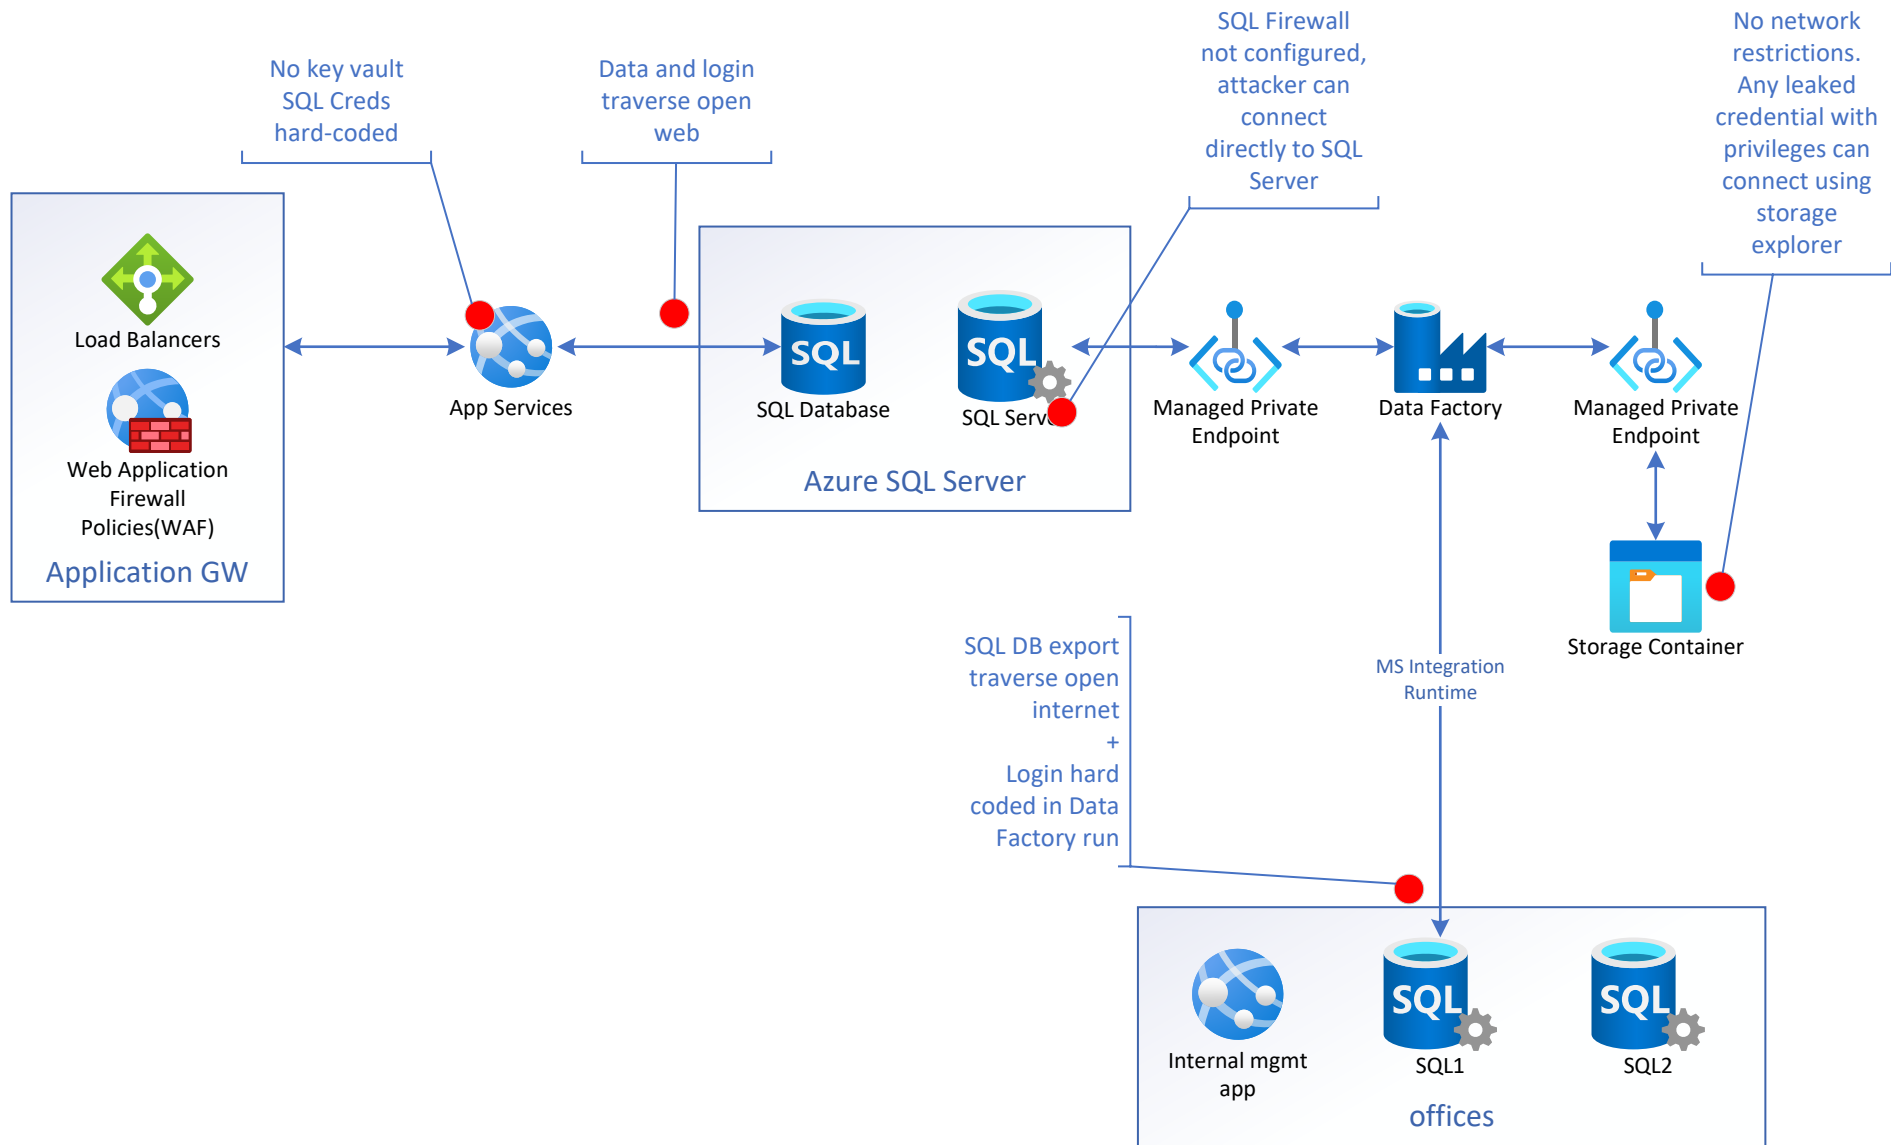 No key vault
SQL Creds
hard-coded
Data and login
traverse open
web
SQL Firewall
not configured,
attacker can
connect
directly to SQL
Server
No network
restrictions.
Any leaked
credential with
privileges can
connect using
storage
explorer
Load Balancers
Web Application
Firewall
Policies(WAF)
Application GW
App Services
SQL
SQL Database
SQL
SQL Serve
Azure SQL Server
Managed Private
Endpoint
Data Factory
Managed Private
Endpoint
Storage Container
SQL DB export
traverse open
internet
+
Login hard
coded in Data
Factory run
MS Integration
Runtime
Internal mgmt
app
SQL
SQL1
SQL
SQL2
offices